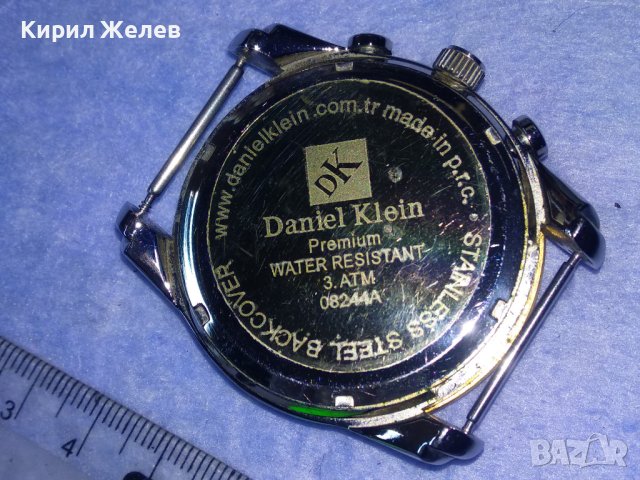 Кирил Желев
www.danielklein.com.tr made in p.r.c. • STAINLESS STEEL BACKCOVER
DK
Daniel Klein
Premium
WATER RESISTANT
3.ATM
08244A
3
4
BAZAR